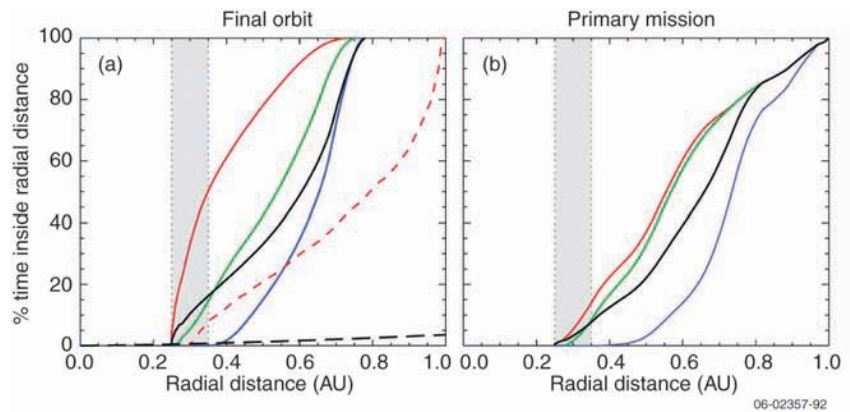 Final orbit
Primary mission
% time inside radial distance
100
80
60
40
20
0
(a)
(b)
0.0 0.2 0.4 0.6 0.8 1.0
0.0 0.2 0.4 0.6 0.8 1.0
Radial distance (AU)
Radial distance (AU)
06-02357-92